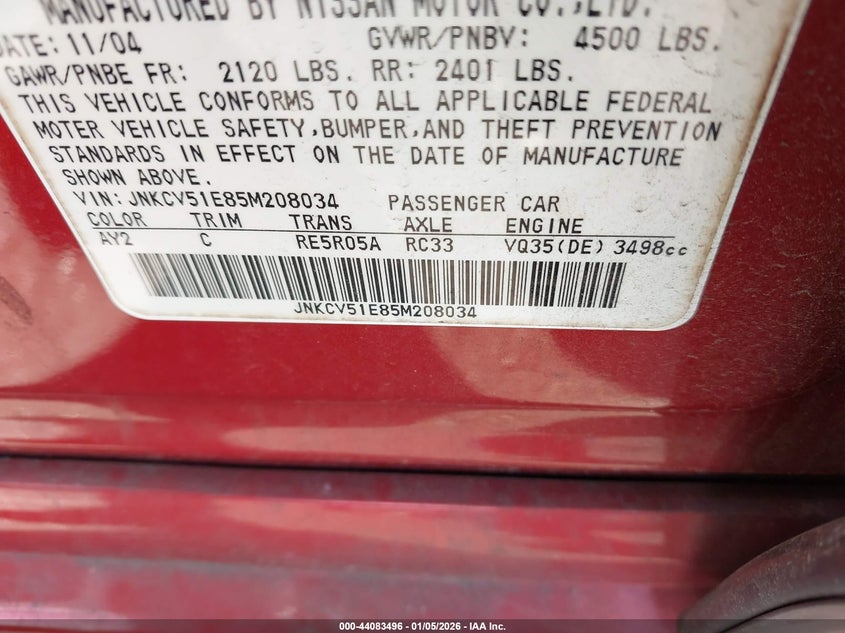 MANUFACTURED BY NISSAN MOTOR CO.,LTD.
DATE: 11/04 GVWR/PNBV: 4500 LBS.
GAWR/PNBE FR: 2120 LBS. RR: 2401 LBS.
THIS VEHICLE CONFORMS TO ALL APPLICABLE FEDERAL
MOTER VEHICLE SAFETY,BUMPER,AND THEFT PREVENTION
STANDARDS IN EFFECT ON THE DATE OF MANUFACTURE
SHOWN ABOVE.
VIN: JNKCV51E85M208034 PASSENGER CAR
COLOR TRIM TRANS AXLE ENGINE
AY2 C RE5R05A RC33 VQ35(DE) 3498cc
JNKCV51E85M208034
000-44083496 - 01/05/2026 - IAA Inc.